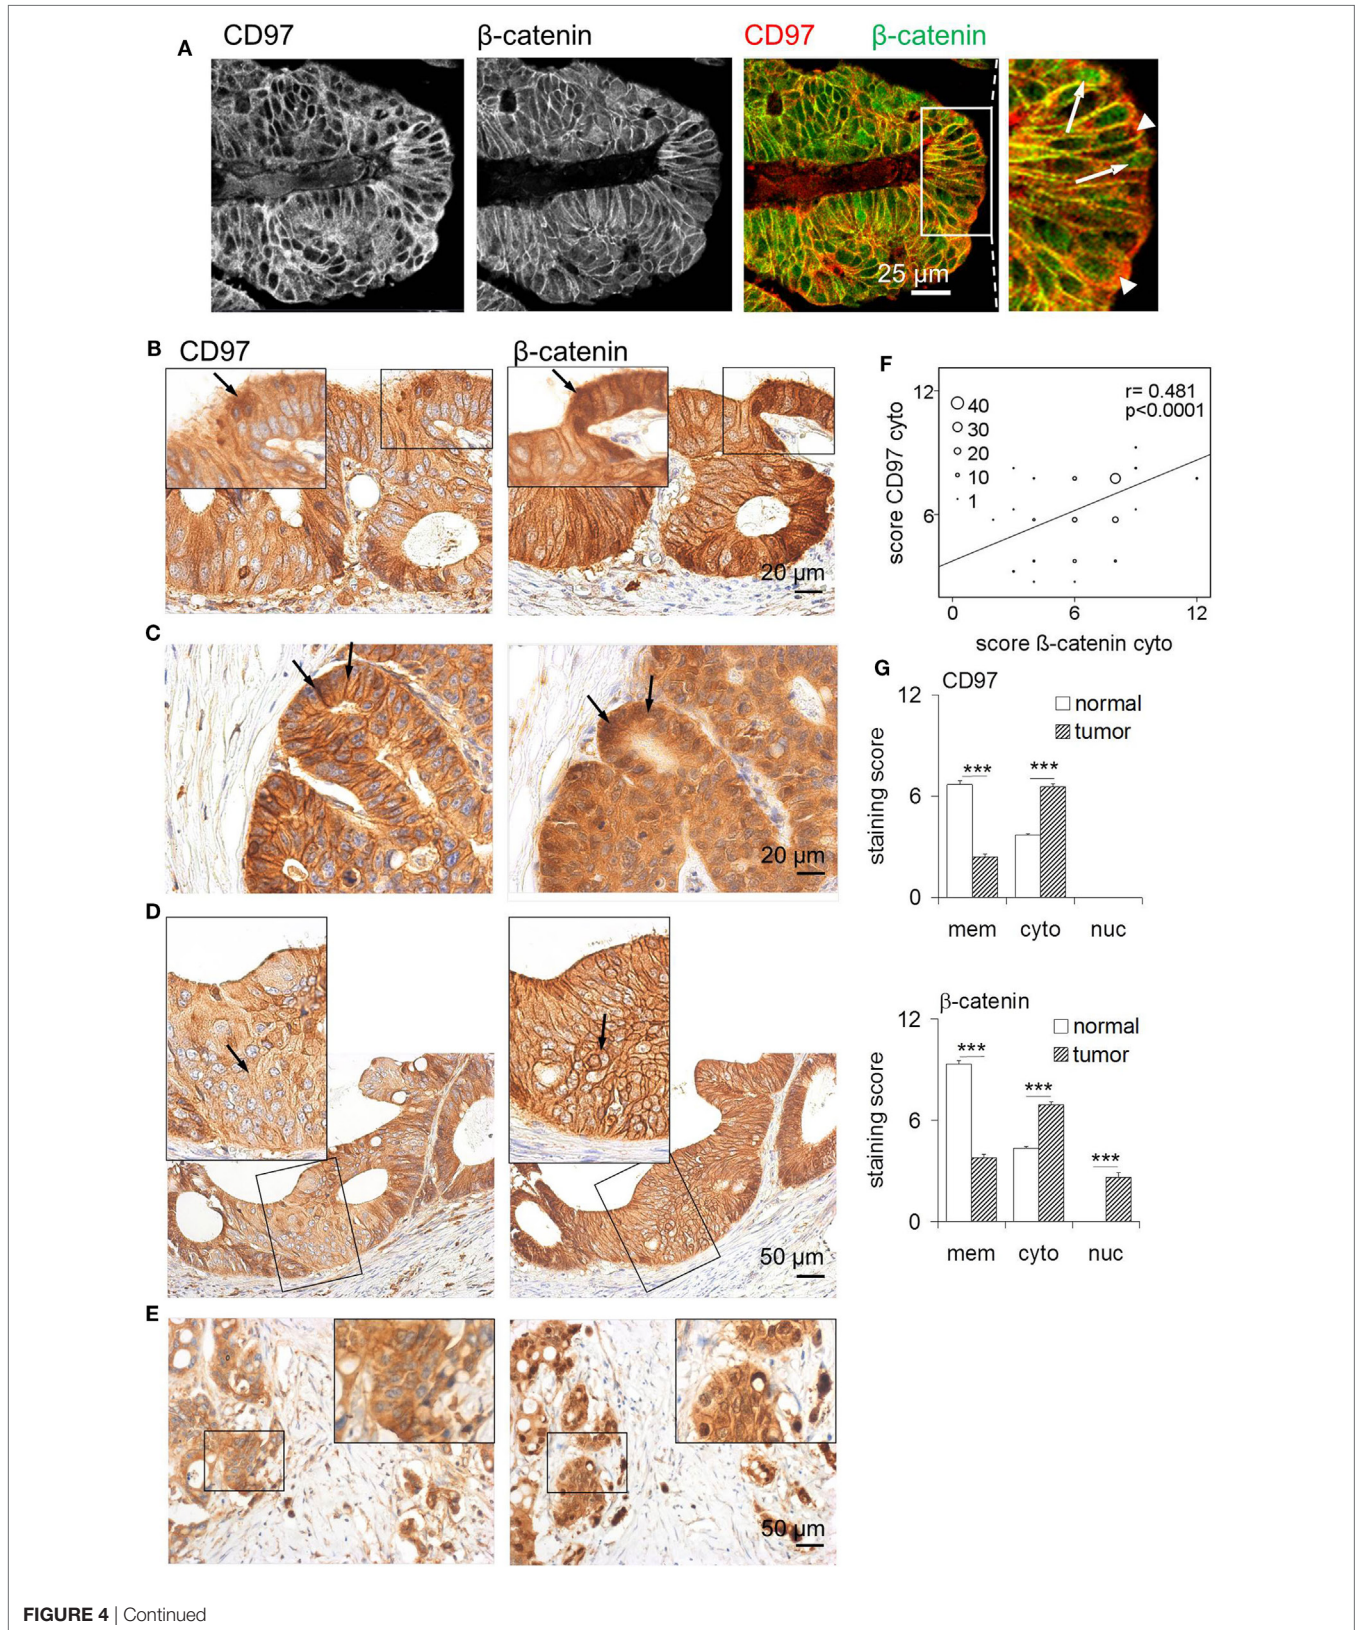 A
CD97
β-catenin
CD97 β-catenin
25 μm
B
CD97
β-catenin
20 μm
C
20 μm
D
50 μm
E
50 μm
F
12
6
score CD97 cyto
40
30
20
10
1
r= 0.481
p<0.0001
0 6 12
score ß-catenin cyto
G
CD97
12
6
0
staining score
normal
tumor
***
***
mem cyto nuc
β-catenin
12
6
0
staining score
normal
tumor
***
***
***
mem cyto nuc
FIGURE 4 | Continued